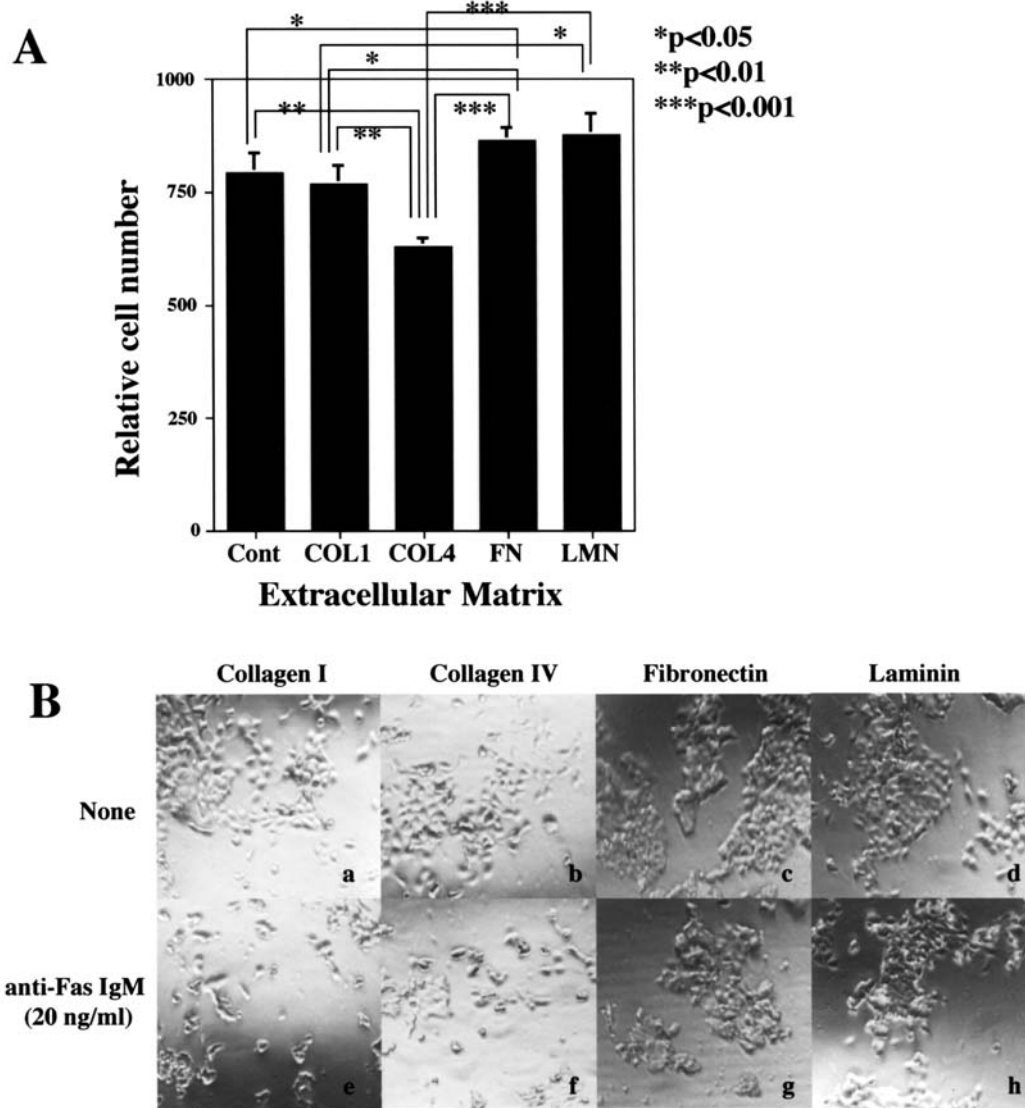 A
***
*
*
*p<0.05
**p<0.01
***p<0.001
*
1000
**
***
**
750
500
250
0
Relative cell number
Cont COL1 COL4 FN LMN
Extracellular Matrix
B
Collagen I Collagen IV Fibronectin Laminin
None
a b c d
anti-Fas IgM
(20 ng/ml)
e f g h